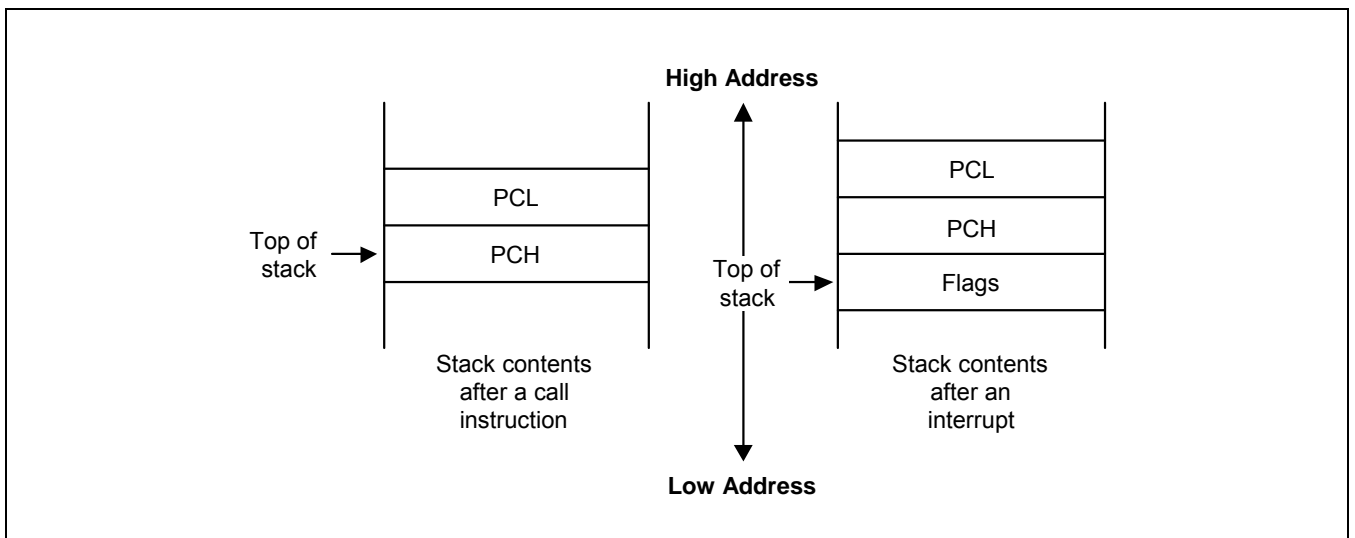 High Address
PCL
PCH
Top of
stack
Stack contents
after a call
instruction
Top of
stack
PCL
PCH
Flags
Stack contents
after an
interrupt
Low Address